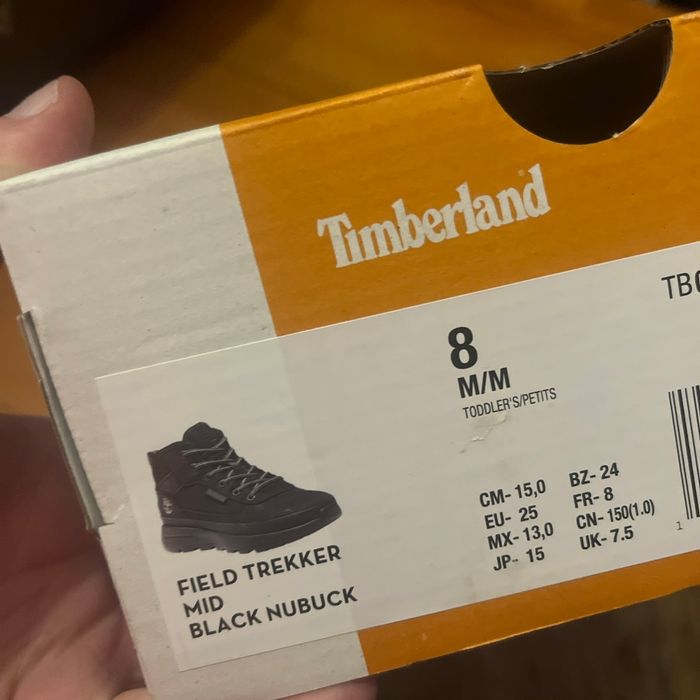 Timberland
8
M/M
TODDLER'S/PETITS
CM- 15,0
EU- 25
MX- 13,0
JP- 15
BZ- 24
FR- 8
CN- 150(1.0)
UK- 7.5
FIELD TREKKER
MID
BLACK NUBUCK
1